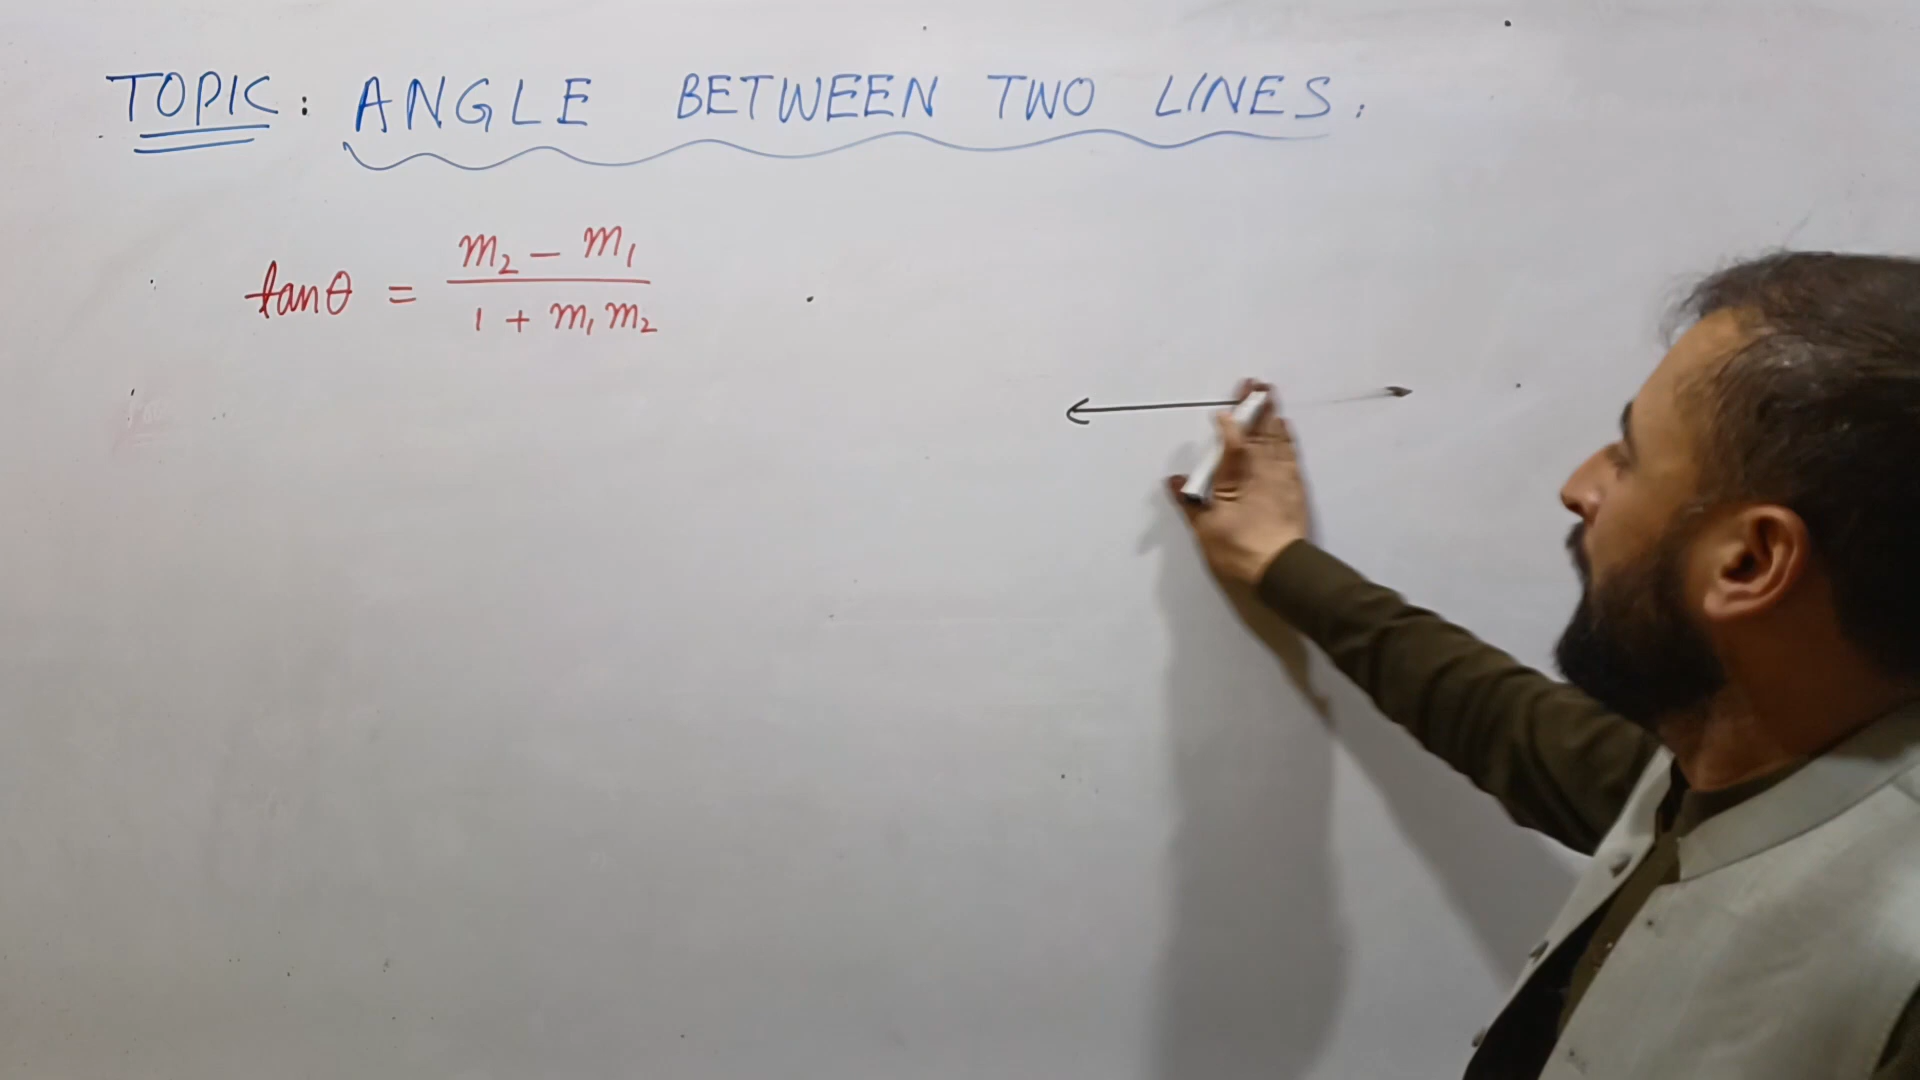 TOPIC: ANGLE BETWEEN TWO LINES.
tanθ = (m₂ - m₁) / (1 + m₁m₂)